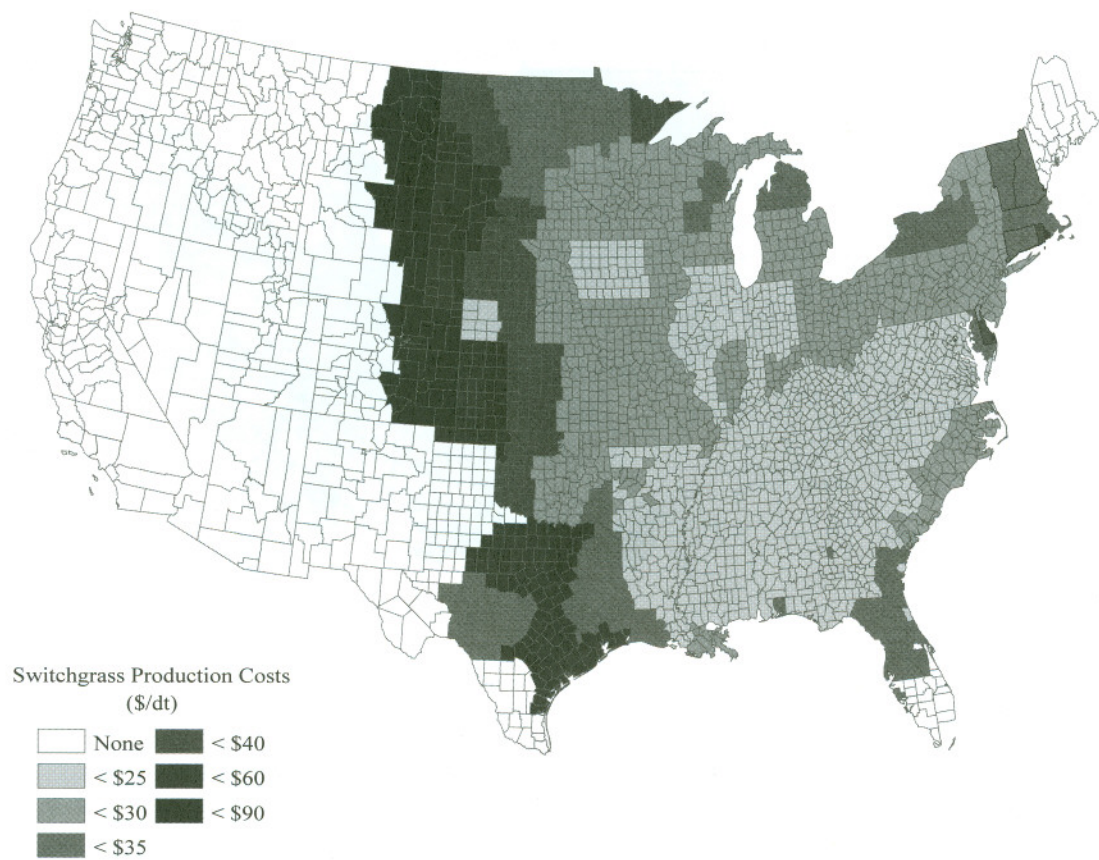 Switchgrass Production Costs
($/dt)
None
< $25
< $30
< $35
< $40
< $60
< $90